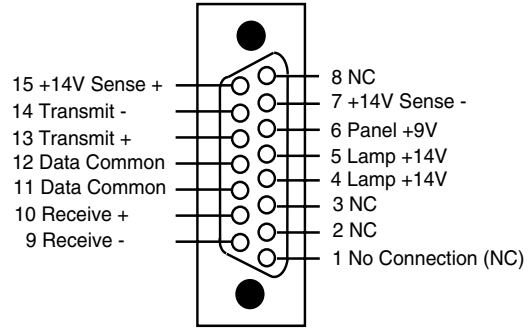 15 +14V Sense +
14 Transmit -
13 Transmit +
12 Data Common
11 Data Common
10 Receive +
9 Receive -
8 NC
7 +14V Sense -
6 Panel +9V
5 Lamp +14V
4 Lamp +14V
3 NC
2 NC
1 No Connection (NC)